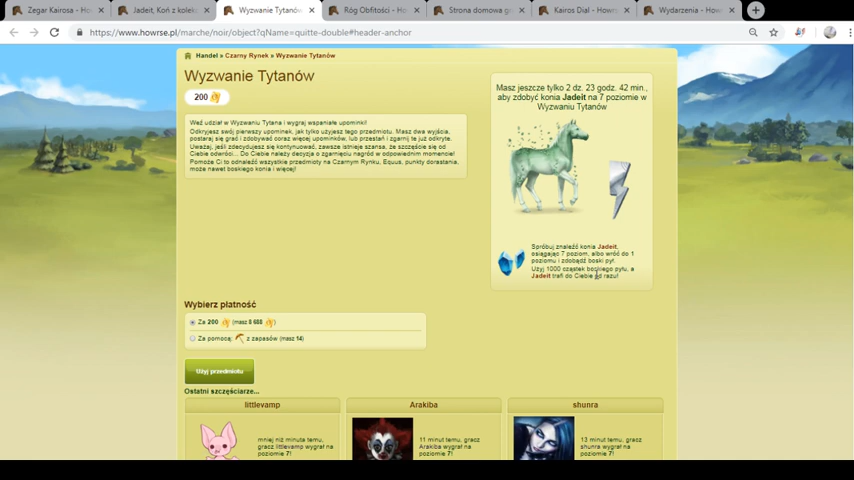 Zegar Kairosa - Howrs
Jadeit, Koń z kolekc
Wyzwanie Tytanów
Róg Obfitości - How
Strona domowa gr
Kairos Dial - Howrs
Wydarzenia - Howrs
https://www.howrse.pl/marche/noir/object?qName=quitte-double#header-anchor
Handel » Czarny Rynek » Wyzwanie Tytanów
Wyzwanie Tytanów
200
Weź udział w Wyzwaniu Tytana i wygraj wspaniałe upominki!
Odkryjesz swój pierwszy upominek, jak tylko użyjesz tego przedmiotu. Masz dwa wyjścia,
postaraj się grać i zdobywać coraz więcej upominków, lub przestań i zgarnij te już odkryte.
Uważaj, jeśli zdecydujesz się kontynuować, zawsze istnieje szansa, że szczęście się od
Ciebie odwróci... Do Ciebie należy decyzja o zgarnięciu nagród w odpowiednim momencie!
Pomoże Ci to odnaleźć wszystkie przedmioty na Czarnym Rynku, Equus, punkty dorastania,
może nawet boskiego konia i więcej!
Masz jeszcze tylko 2 dz. 23 godz. 42 min.,
aby zdobyć konia Jadeit na 7 poziomie w
Wyzwaniu Tytanów
Spróbuj znaleźć konia Jadeit,
osiągając 7 poziom, albo wróć do 1
poziomu i zdobądź boski pył.
Użyj 1000 cząstek boskiego pyłu, a
Jadeit trafi do Ciebie od razu!
Wybierz płatność
Za 200 (masz 8 688 )
Za pomocą: z zapasów (masz 14)
Użyj przedmiotu
Ostatni szczęściarze...
littlevamp
Arakiba
shunra
mniej niż minuta temu,
gracz littlevamp wygrał na
poziomie 7!
11 minut temu, gracz
Arakiba wygrał na
poziomie 7!
13 minut temu, gracz
shunra wygrał na
poziomie 7!